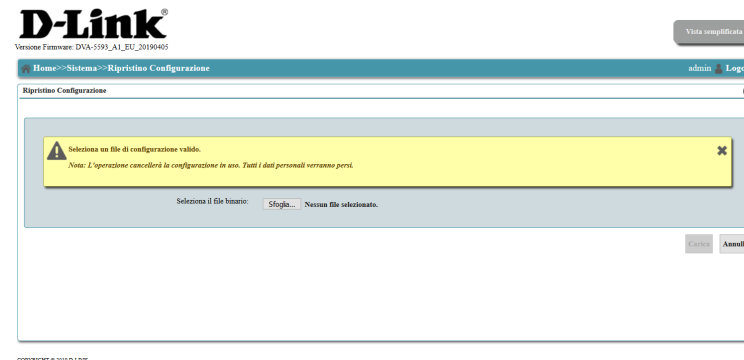 D-Link®
Versione Firmware: DVA-5593_A1_EU_20190405
Vista semplificata
Home>>Sistema>>Ripristino Configurazione
admin Logo
Ripristino Configurazione
Seleziona un file di configurazione valido.
Nota: L'operazione cancellerà la configurazione in uso. Tutti i dati personali verranno persi.
Seleziona il file binario:
Sfoglia... Nessun file selezionato.
Carica Annull